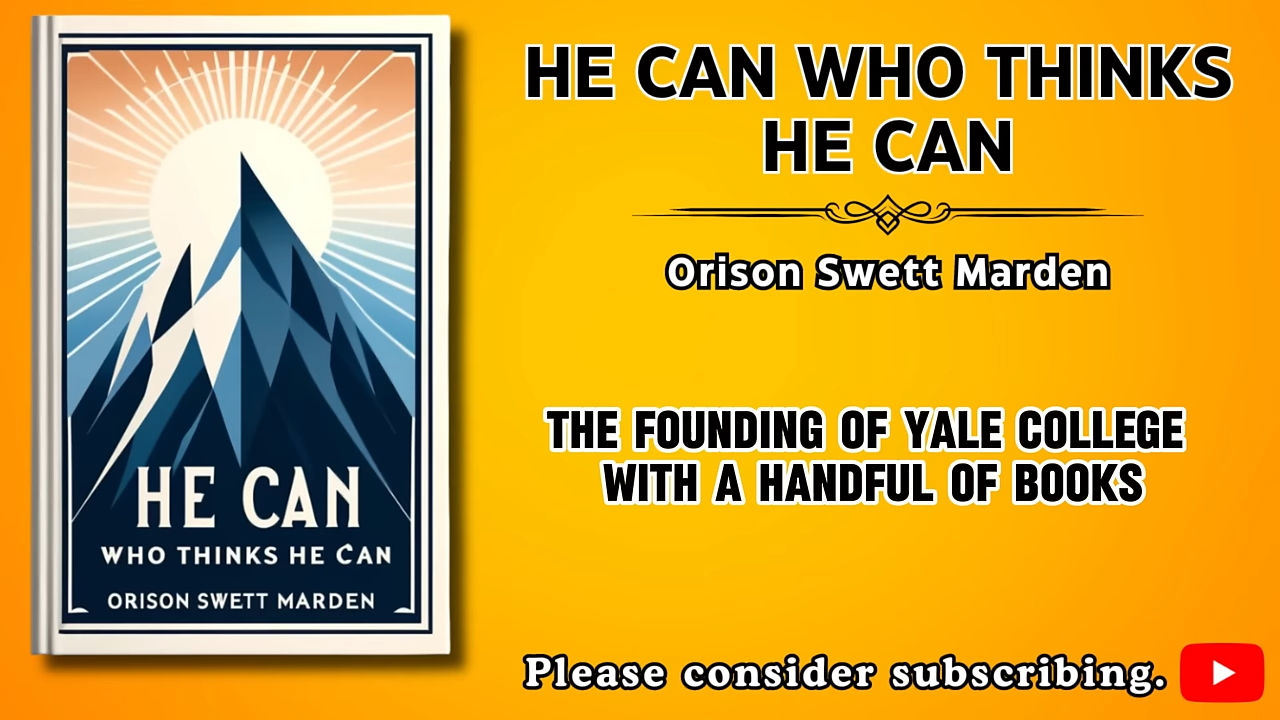 HE CAN
WHO THINKS HE CAN
ORISON SWETT MARDEN
HE CAN WHO THINKS
HE CAN
Orison Swett Marden
THE FOUNDING OF YALE COLLEGE
WITH A HANDFUL OF BOOKS
Please consider subscribing.